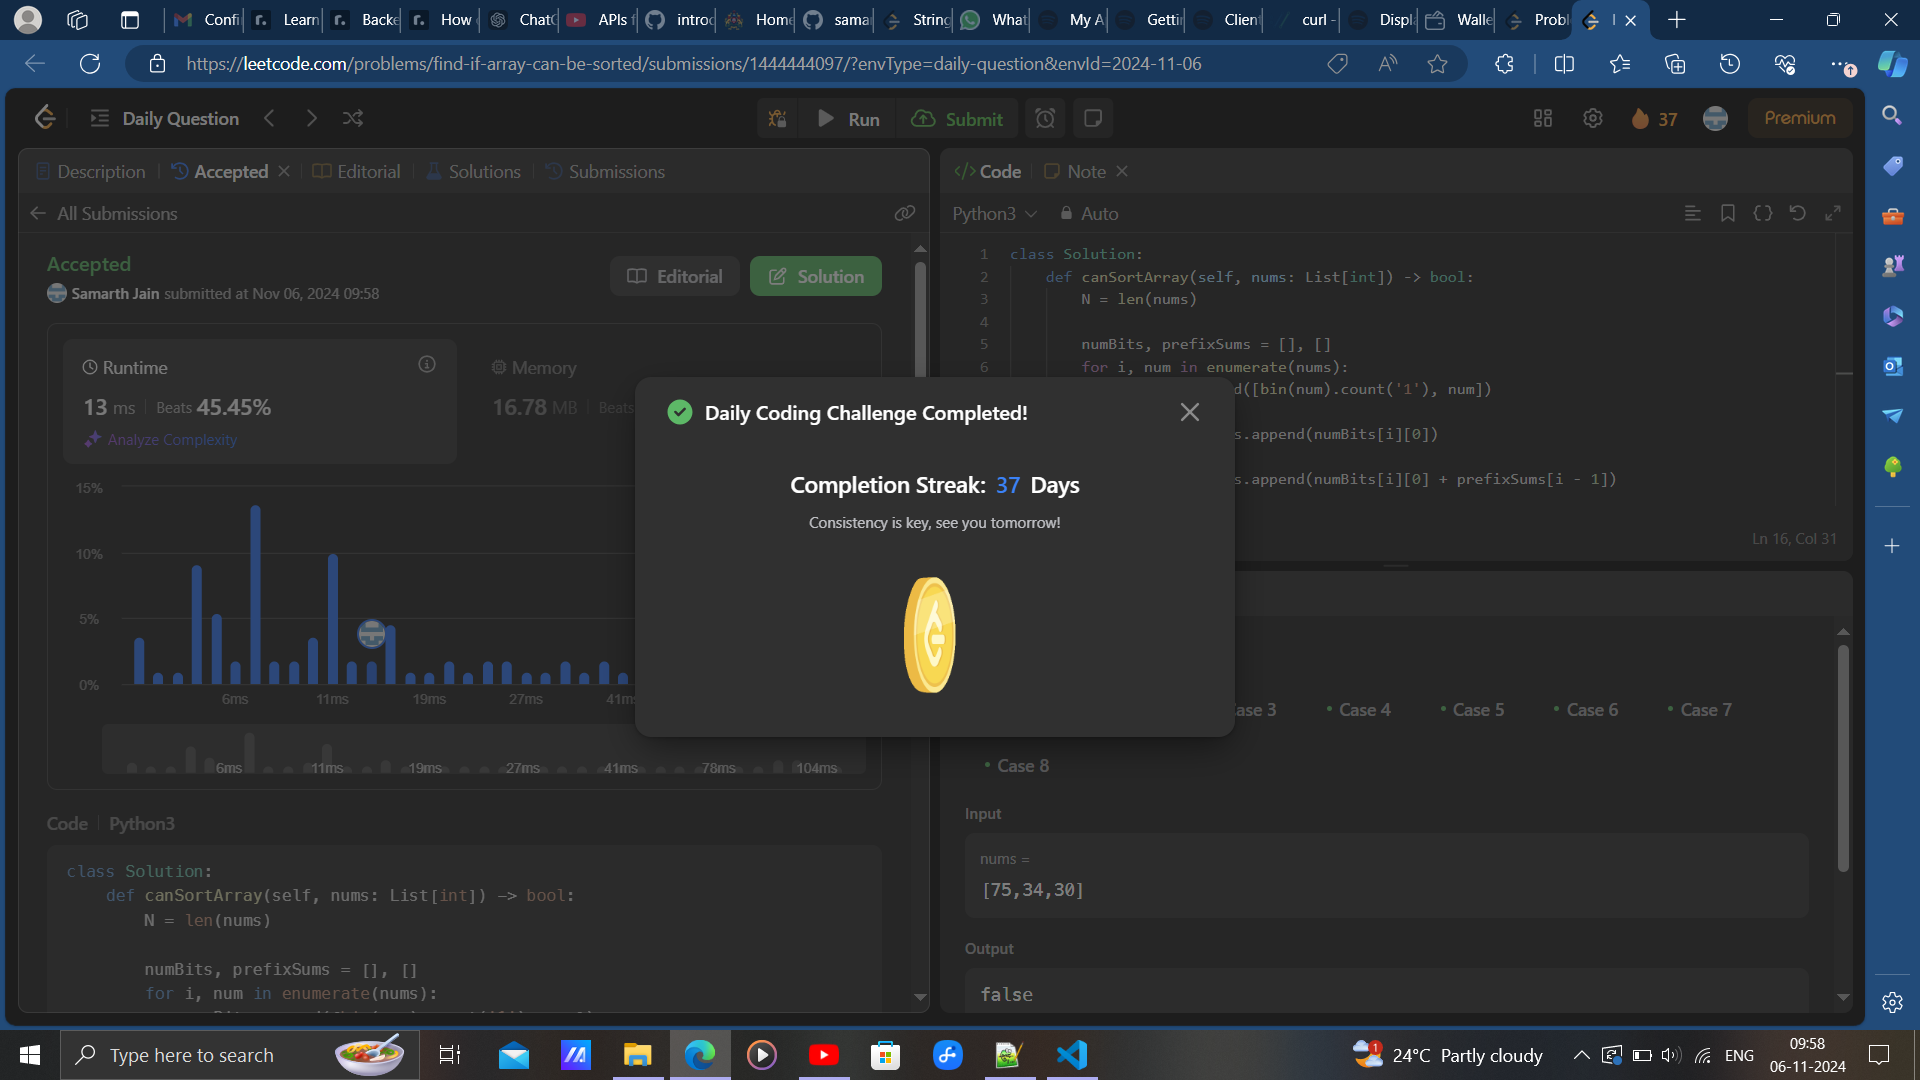 Confi
Learn
Backe
How
ChatG
APIs f
introd
Home
samar
String
What
My A
Gettin
Client
curl -
Displa
Walle
Probl
https://leetcode.com/problems/find-if-array-can-be-sorted/submissions/1444444097/?envType=daily-question&envId=2024-11-06
Daily Question
Run
Submit
37
Premium
Description
Accepted
Editorial
Solutions
Submissions
All Submissions
Accepted
Samarth Jain submitted at Nov 06, 2024 09:58
Editorial
Solution
Runtime
13 ms
Beats 45.45%
Analyze Complexity
Memory
16.78 MB
Beats
15%
10%
5%
0%
6ms 11ms 19ms 27ms 41ms
6ms 11ms 19ms 27ms 41ms 78ms 104ms
Code
Python3
class Solution:
def canSortArray(self, nums: List[int]) -> bool:
N = len(nums)
numBits, prefixSums = [], []
for i, num in enumerate(nums):
Daily Coding Challenge Completed!
Completion Streak: 37 Days
Consistency is key, see you tomorrow!
Code
Note
Python3
Auto
1 class Solution:
2 def canSortArray(self, nums: List[int]) -> bool:
3 N = len(nums)
4
5 numBits, prefixSums = [], []
6 for i, num in enumerate(nums):
d([bin(num).count('1'), num])
s.append(numBits[i][0])
s.append(numBits[i][0] + prefixSums[i - 1])
Ln 16, Col 31
Case 3
Case 4
Case 5
Case 6
Case 7
Case 8
Input
nums =
[75,34,30]
Output
false
Type here to search
24°C Partly cloudy
ENG
09:58
06-11-2024